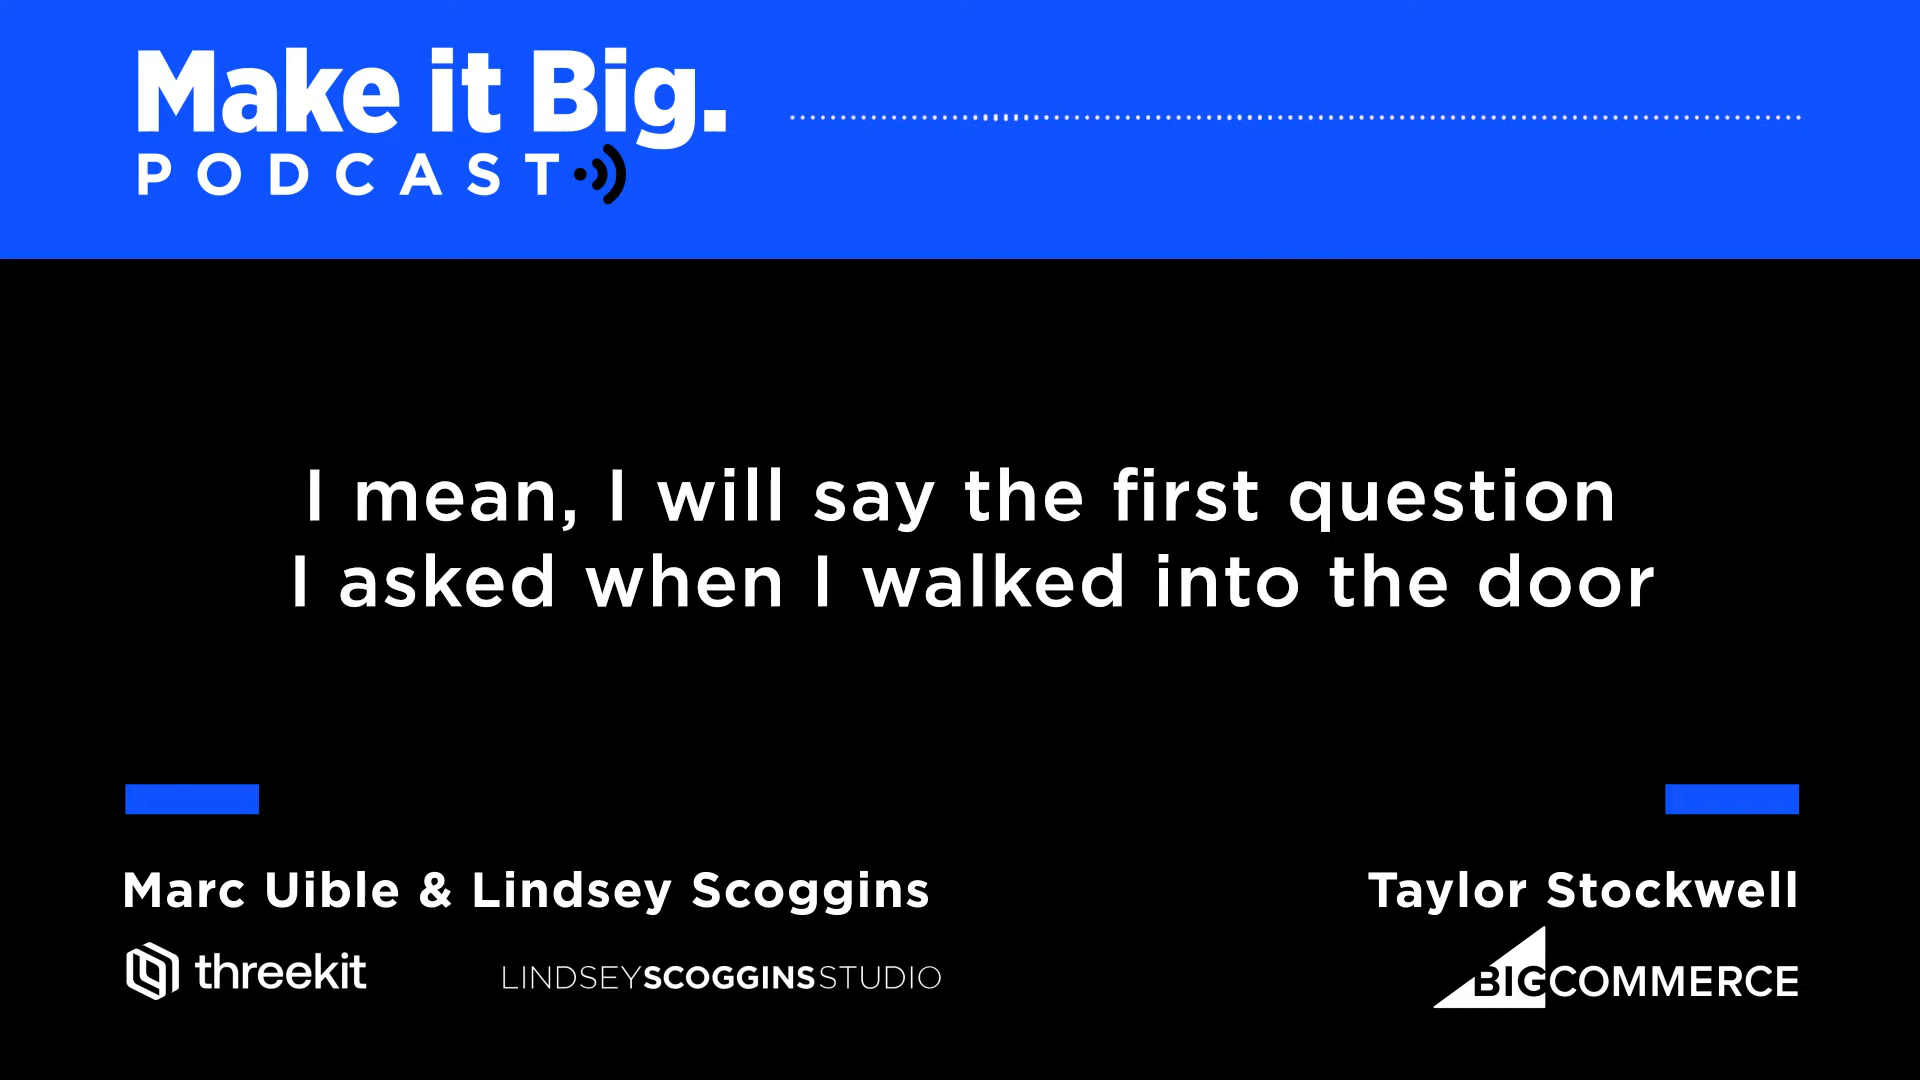 Make it Big.
PODCAST
I mean, I will say the first question
I asked when I walked into the door
Marc Uible & Lindsey Scoggins
Taylor Stockwell
threekit
LINDSEYSCOGGINSSTUDIO
BIGCOMMERCE